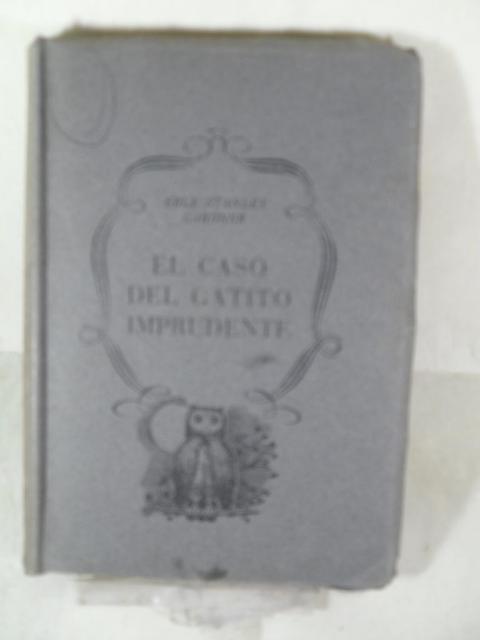 ERLE STANLEY
GARDNER
EL CASO
DEL GATITO
IMPRUDENTE